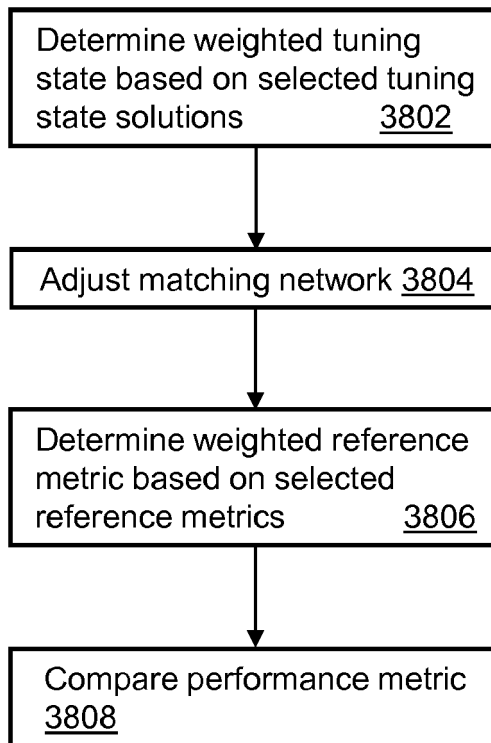 Determine weighted tuning
state based on selected tuning
state solutions 3802
Adjust matching network 3804
Determine weighted reference
metric based on selected
reference metrics 3806
Compare performance metric
3808